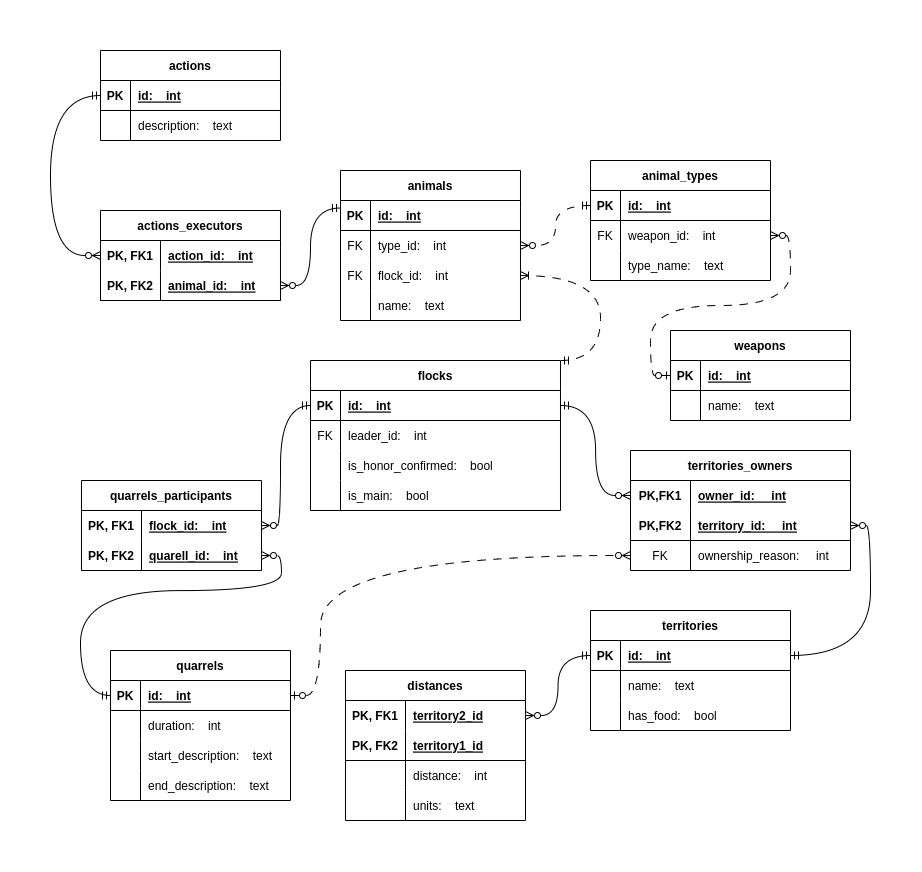 actions
PK id: int
description: text
animals
PK id: int
FK type_id: int
FK flock_id: int
name: text
animal_types
PK id: int
FK weapon_id: int
type_name: text
actions_executors
PK, FK1 action_id: int
PK, FK2 animal_id: int
weapons
PK id: int
name: text
flocks
PK id: int
FK leader_id: int
is_honor_confirmed: bool
is_main: bool
territories_owners
PK,FK1 owner_id: int
PK,FK2 territory_id: int
FK ownership_reason: int
quarrels_participants
PK, FK1 flock_id: int
PK, FK2 quarell_id: int
territories
PK id: int
name: text
has_food: bool
quarrels
PK id: int
duration: int
start_description: text
end_description: text
distances
PK, FK1 territory2_id
PK, FK2 territory1_id
distance: int
units: text